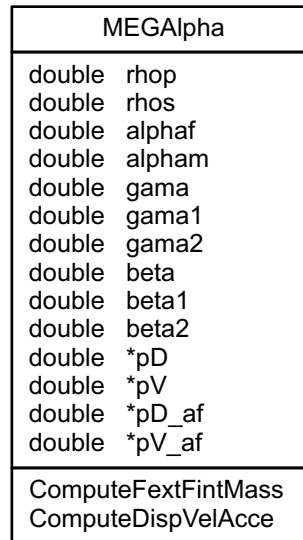 MEGAlpha
double rhop
double rhos
double alphaf
double alpham
double gama
double gama1
double gama2
double beta
double beta1
double beta2
double *pD
double *pV
double *pD_af
double *pV_af
ComputeFextFintMass
ComputeDispVelAcce